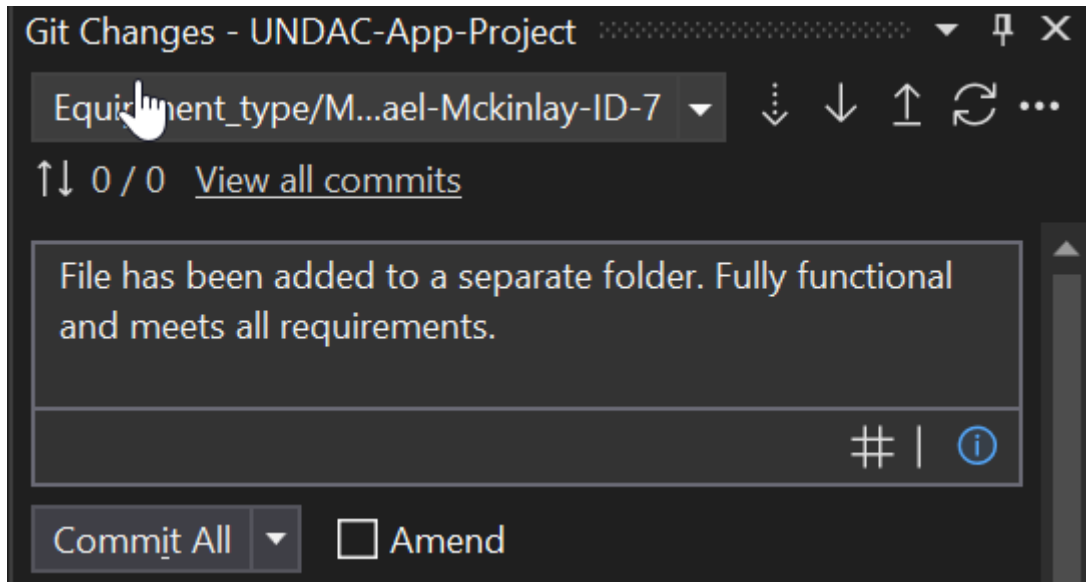 Git Changes - UNDAC-App-Project
Equipment_type/M...ael-Mckinlay-ID-7
0 / 0 View all commits
File has been added to a separate folder. Fully functional
and meets all requirements.
Commit All Amend